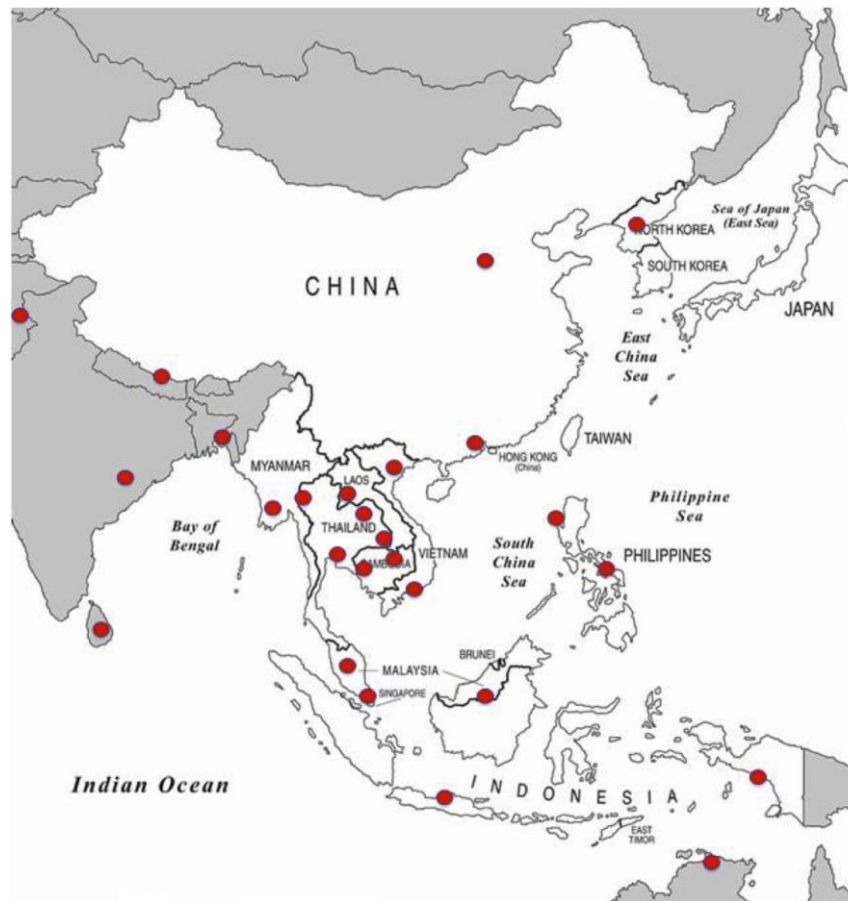 Sea of Japan
(East Sea)
NORTH KOREA
SOUTH KOREA
CHINA
JAPAN
East
China
Sea
TAIWAN
HONG KONG
(China)
MYANMAR
LAOS
Philippine
Sea
Bay of
Bengal
THAILAND
VIETNAM
South
China
Sea
PHILIPPINES
CAMBODIA
BRUNEI
MALAYSIA
SINGAPORE
Indian Ocean
INDONESIA
EAST
TIMOR